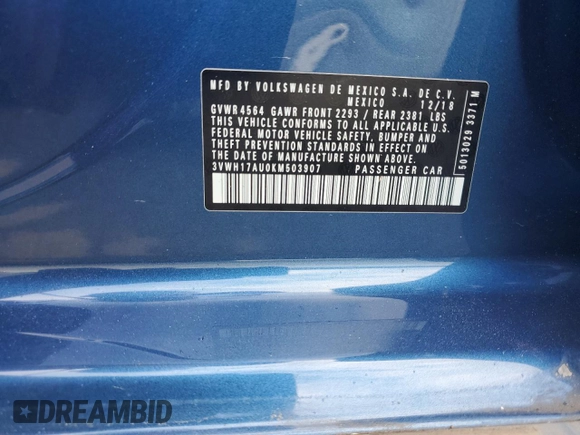 MFD BY VOLKSWAGEN DE MEXICO S.A. DE C.V.
MEXICO 12/18
GVWR4564 GAWR FRONT 2293 / REAR 2381 LBS
THIS VEHICLE CONFORMS TO ALL APPLICABLE U.S.
FEDERAL MOTOR VEHICLE SAFETY, BUMPER AND
THEFT PREVENTION STANDARDS IN EFFECT ON
THE DATE OF MANUFACTURE SHOWN ABOVE.
3VWH17AU0KM503907 PASSENGER CAR
5013029 3371 M
DREAMBID